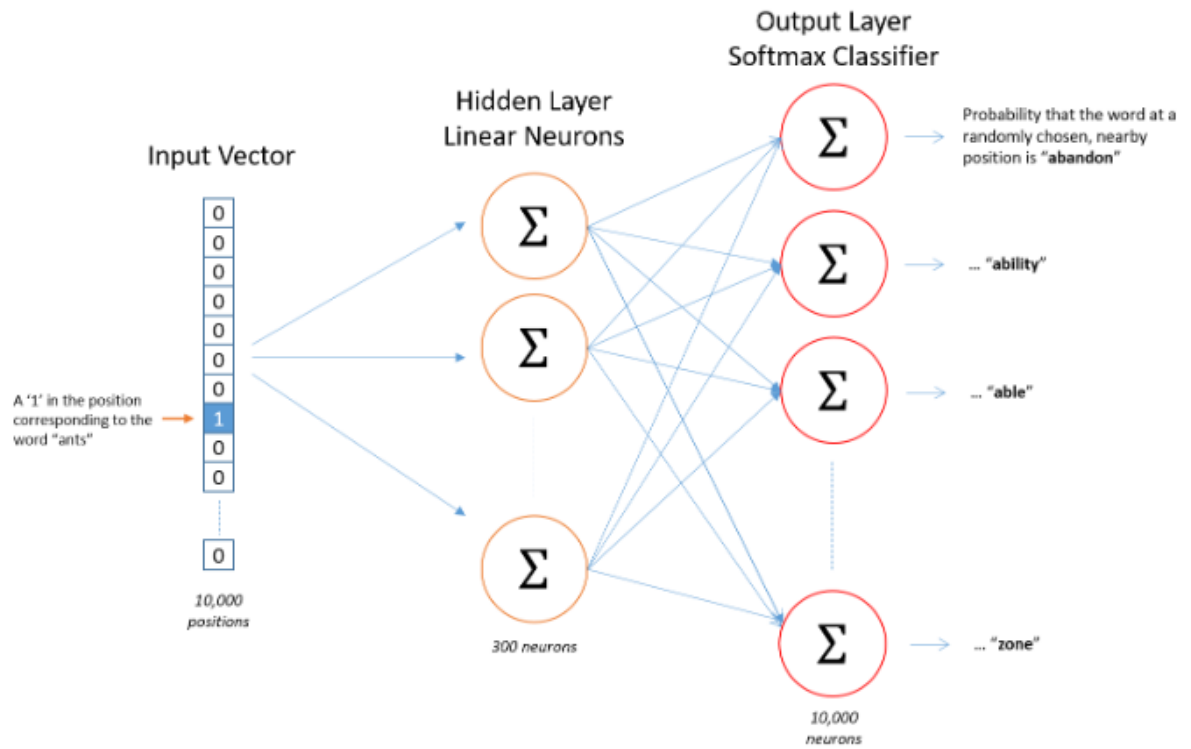 Output Layer
Softmax Classifier
Hidden Layer
Linear Neurons
Input Vector
Σ
Probability that the word at a
randomly chosen, nearby
position is "abandon"
0
0
0
0
0
0
0
1
0
0
0
A '1' in the position
corresponding to the
word "ants"
10,000
positions
Σ
Σ
Σ
300 neurons
Σ
... "ability"
Σ
... "able"
Σ
... "zone"
10,000
neurons